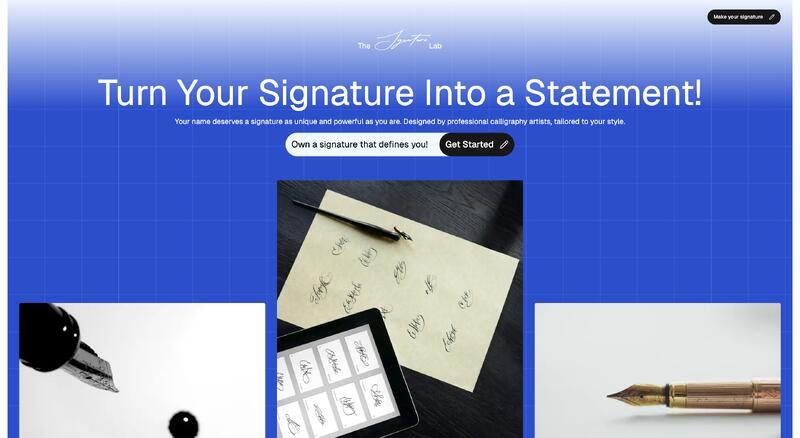 Make your signature
The Signature Lab
Turn Your Signature Into a Statement!
Your name deserves a signature as unique and powerful as you are. Designed by professional calligraphy artists, tailored to your style.
Own a signature that defines you! Get Started